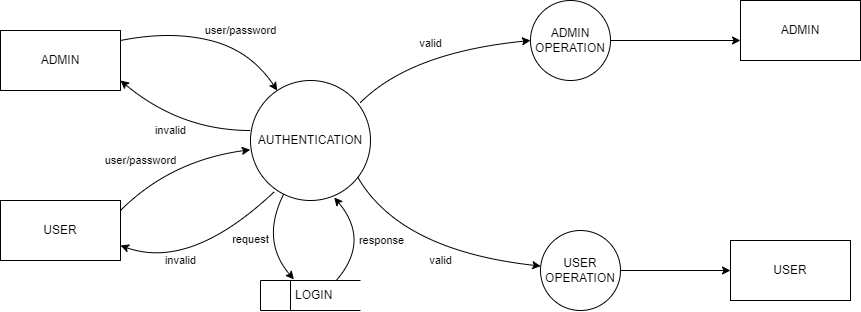 user/password
valid
ADMIN
OPERATION
ADMIN
ADMIN
invalid
AUTHENTICATION
user/password
USER
request
response
invalid
valid
USER
OPERATION
USER
LOGIN